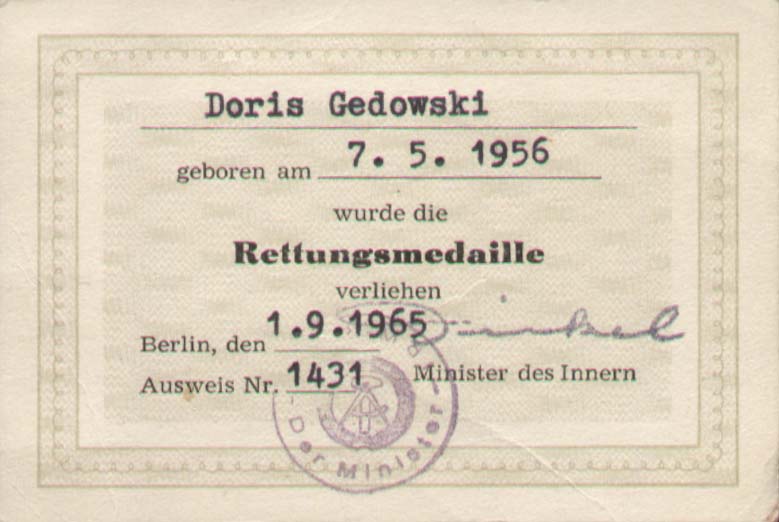 Doris Gedowski
geboren am 7. 5. 1956
wurde die
Rettungsmedaille
verliehen
Berlin, den 1.9.1965
Ausweis Nr. 1431 Minister des Innern
Der Minister